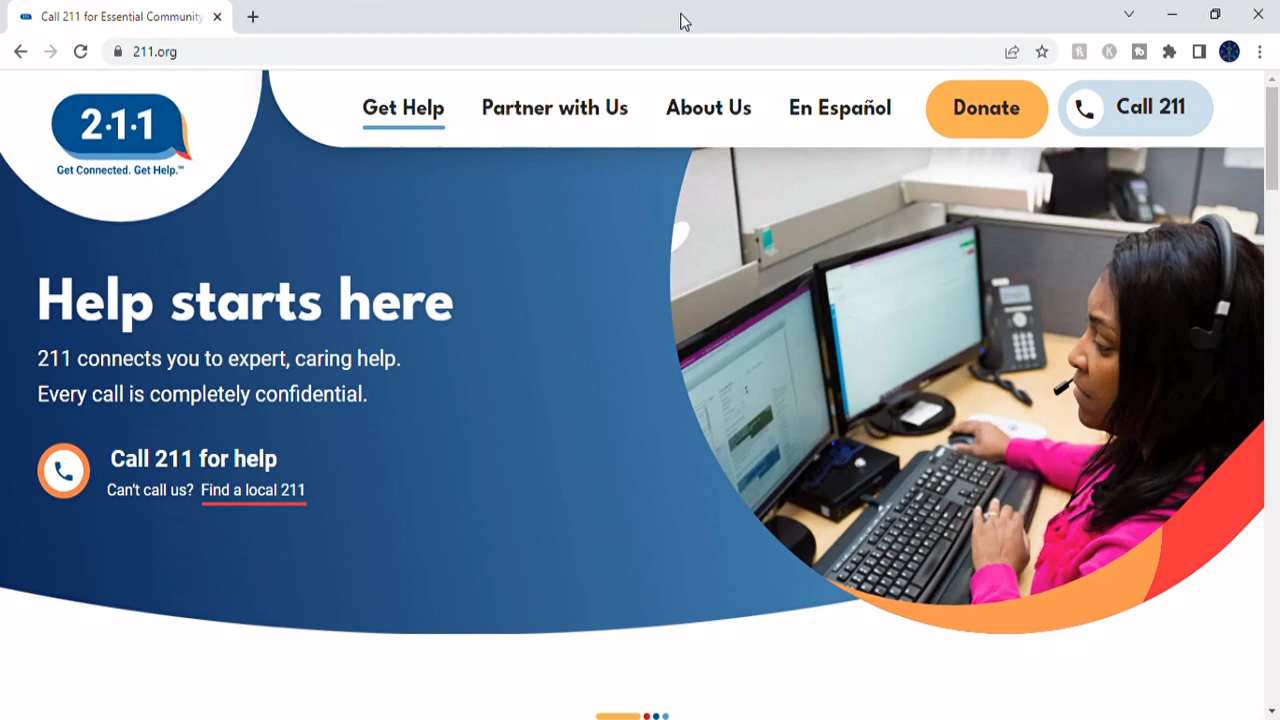 Call 211 for Essential Community
211.org
2·1·1
Get Connected. Get Help.™
Get Help
Partner with Us
About Us
En Español
Donate
Call 211
Help starts here
211 connects you to expert, caring help.
Every call is completely confidential.
Call 211 for help
Can't call us? Find a local 211